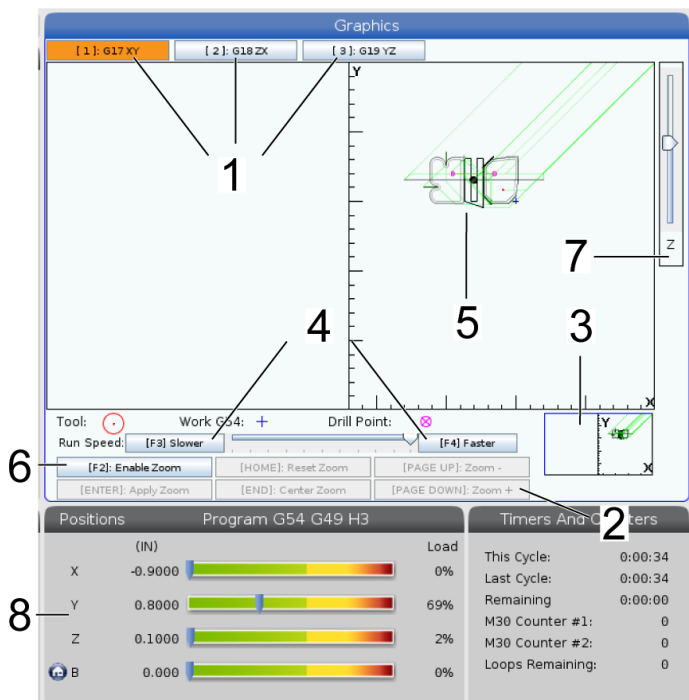 Graphics
[ 1 ]: G17 XY [ 2 ]: G18 ZX [ 3 ]: G19 YZ
Y
1
Z
7
5
4
3
X
Tool: Work G54: Drill Point:
Y
Run Speed: [F3] Slower [F4] Faster
6
[F2]: Enable Zoom [HOME]: Reset Zoom [PAGE UP]: Zoom -
X
[ENTER]: Apply Zoom [END]: Center Zoom [PAGE DOWN]: Zoom +
2
Positions Program G54 G49 H3 Timers And Counters
(IN) Load
This Cycle: 0:00:34
X -0.9000 0%
Last Cycle: 0:00:34
Remaining 0:00:00
8
Y 0.8000 69%
M30 Counter #1: 0
Z 0.1000 2%
M30 Counter #2: 0
Loops Remaining: 0
B 0.000 0%